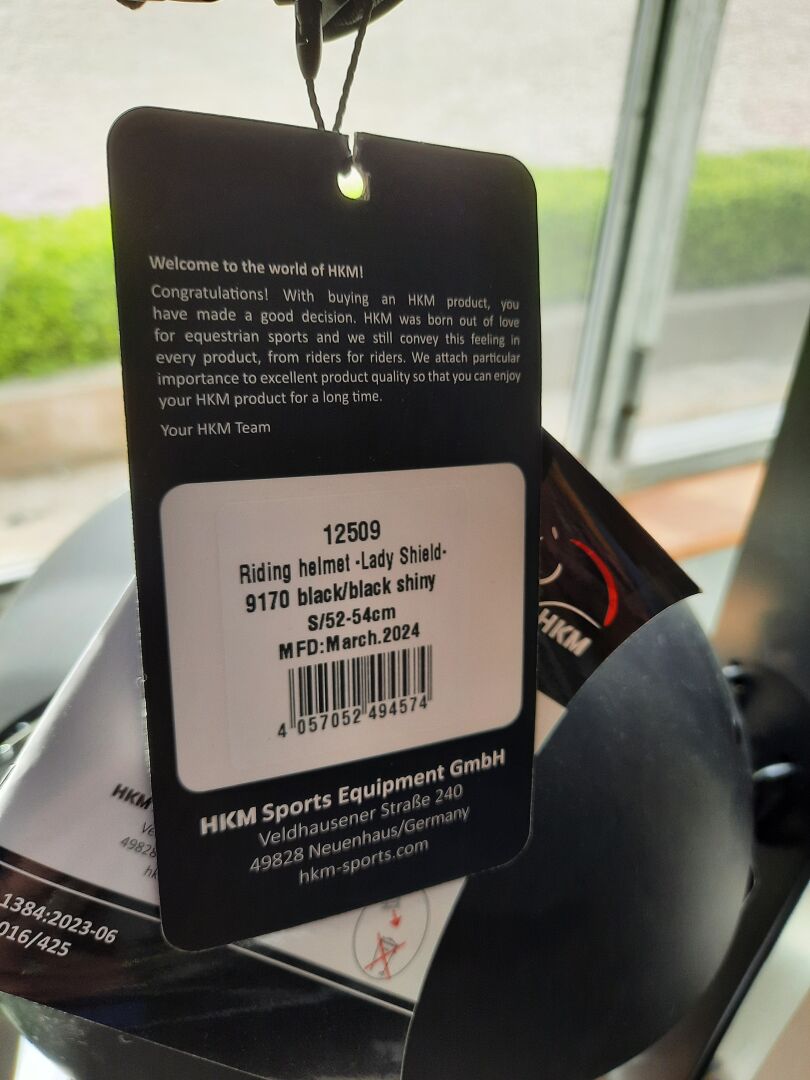 Welcome to the world of HKM!
Congratulations! With buying an HKM product, you
have made a good decision. HKM was born out of love
for equestrian sports and we still convey this feeling in
every product, from riders for riders. We attach particular
importance to excellent product quality so that you can enjoy
your HKM product for a long time.
Your HKM Team
12509
Riding helmet -Lady Shield-
9170 black/black shiny
S/52-54cm
MFD:March.2024
4 057052 494574
HKM Sports Equipment GmbH
Veldhausener Straße 240
49828 Neuenhaus/Germany
hkm-sports.com
HKM
HKM
Ve
49828
hk
1384:2023-06
016/425